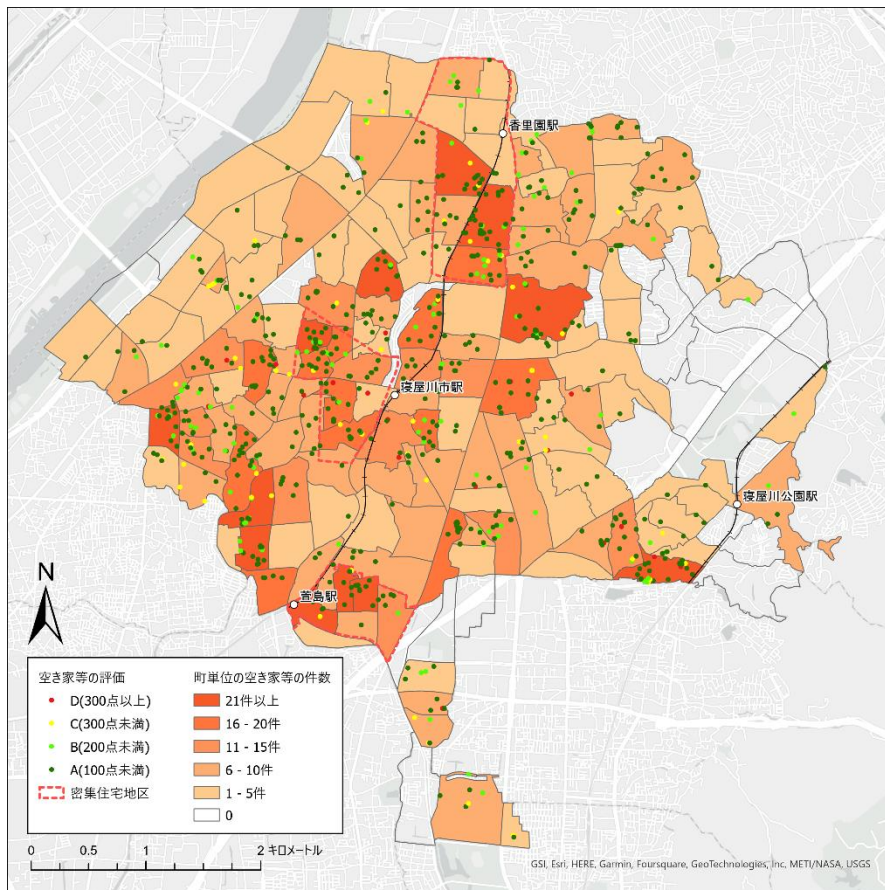 香里園駅
寝屋川市駅
寝屋川公園駅
萱島駅
N
空き家等の評価
D(300点以上)
C(300点未満)
B(200点未満)
A(100点未満)
密集住宅地区
町単位の空き家等の件数
21件以上
16 - 20件
11 - 15件
6 - 10件
1 - 5件
0
0 0.5 1 2 キロメートル
GSI, Esri, HERE, Garmin, Foursquare, GeoTechnologies, Inc, METI/NASA, USGS